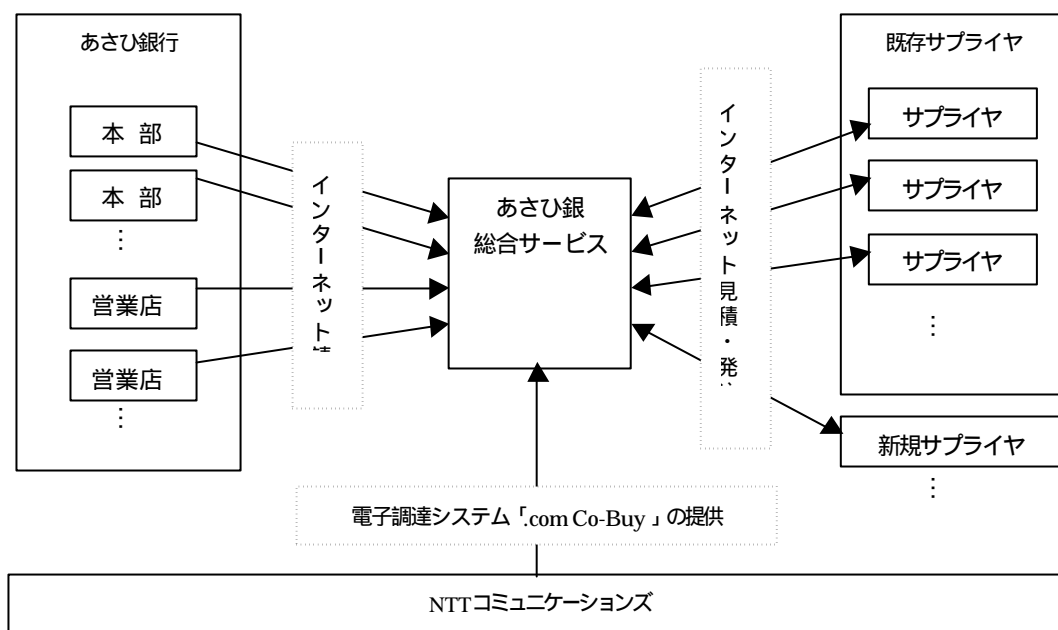 あさひ銀行
本 部
本 部
…
営業店
営業店
…
インターネット
あさひ銀
総合サービス
インターネット見積・発
既存サプライヤ
サプライヤ
サプライヤ
サプライヤ
…
新規サプライヤ
…
電子調達システム「.com Co-Buy」の提供
NTTコミュニケーションズ